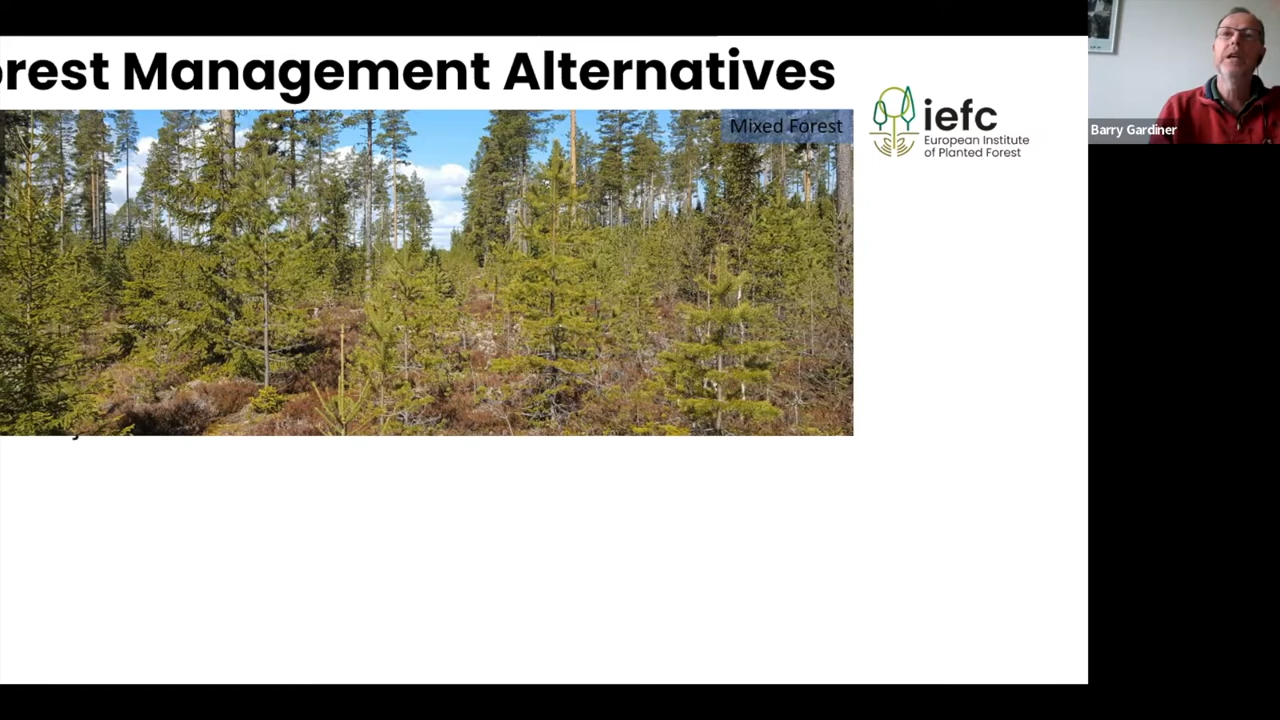 orest Management Alternatives
Mixed Forest
iefc
European Institute
of Planted Forest
Barry Gardiner